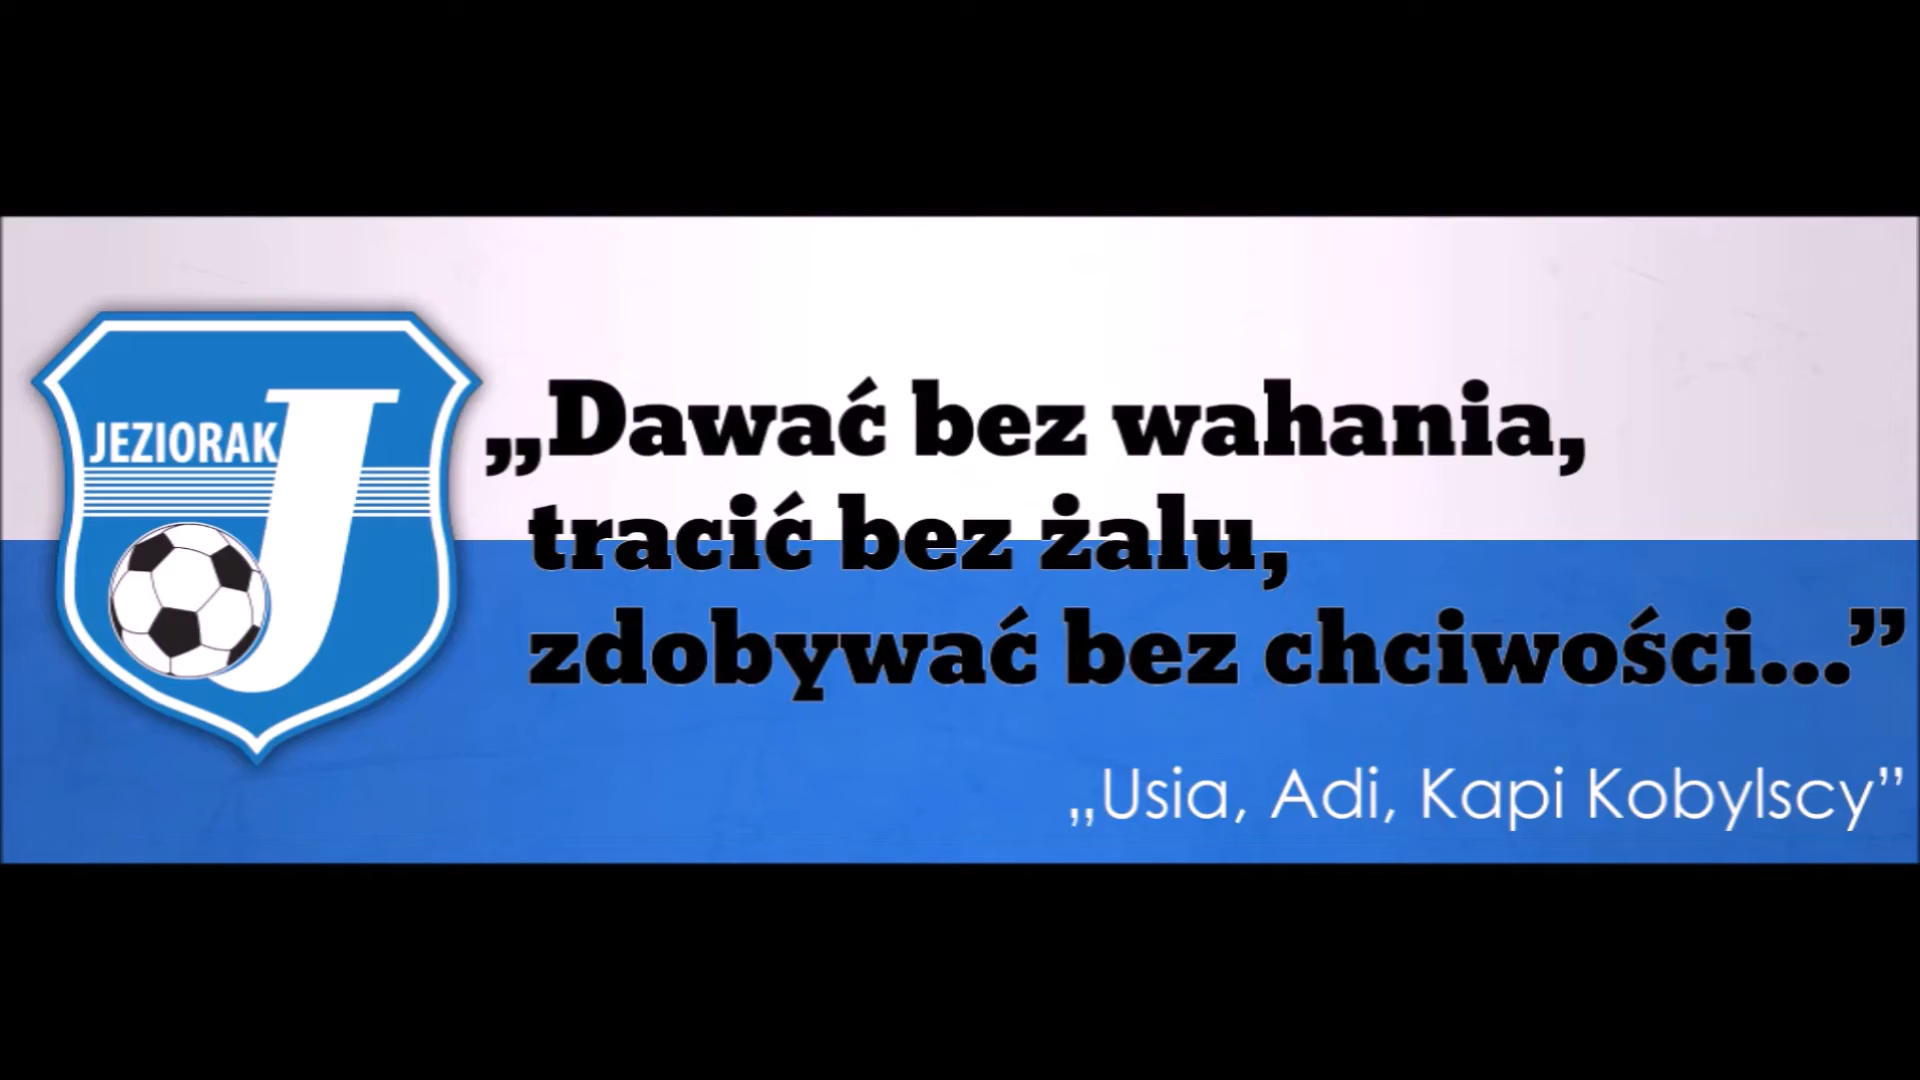 JEZIORAK
„Dawać bez wahania,
tracić bez żalu,
zdobywać bez chciwości...”
„Usia, Adi, Kapi Kobylscy”